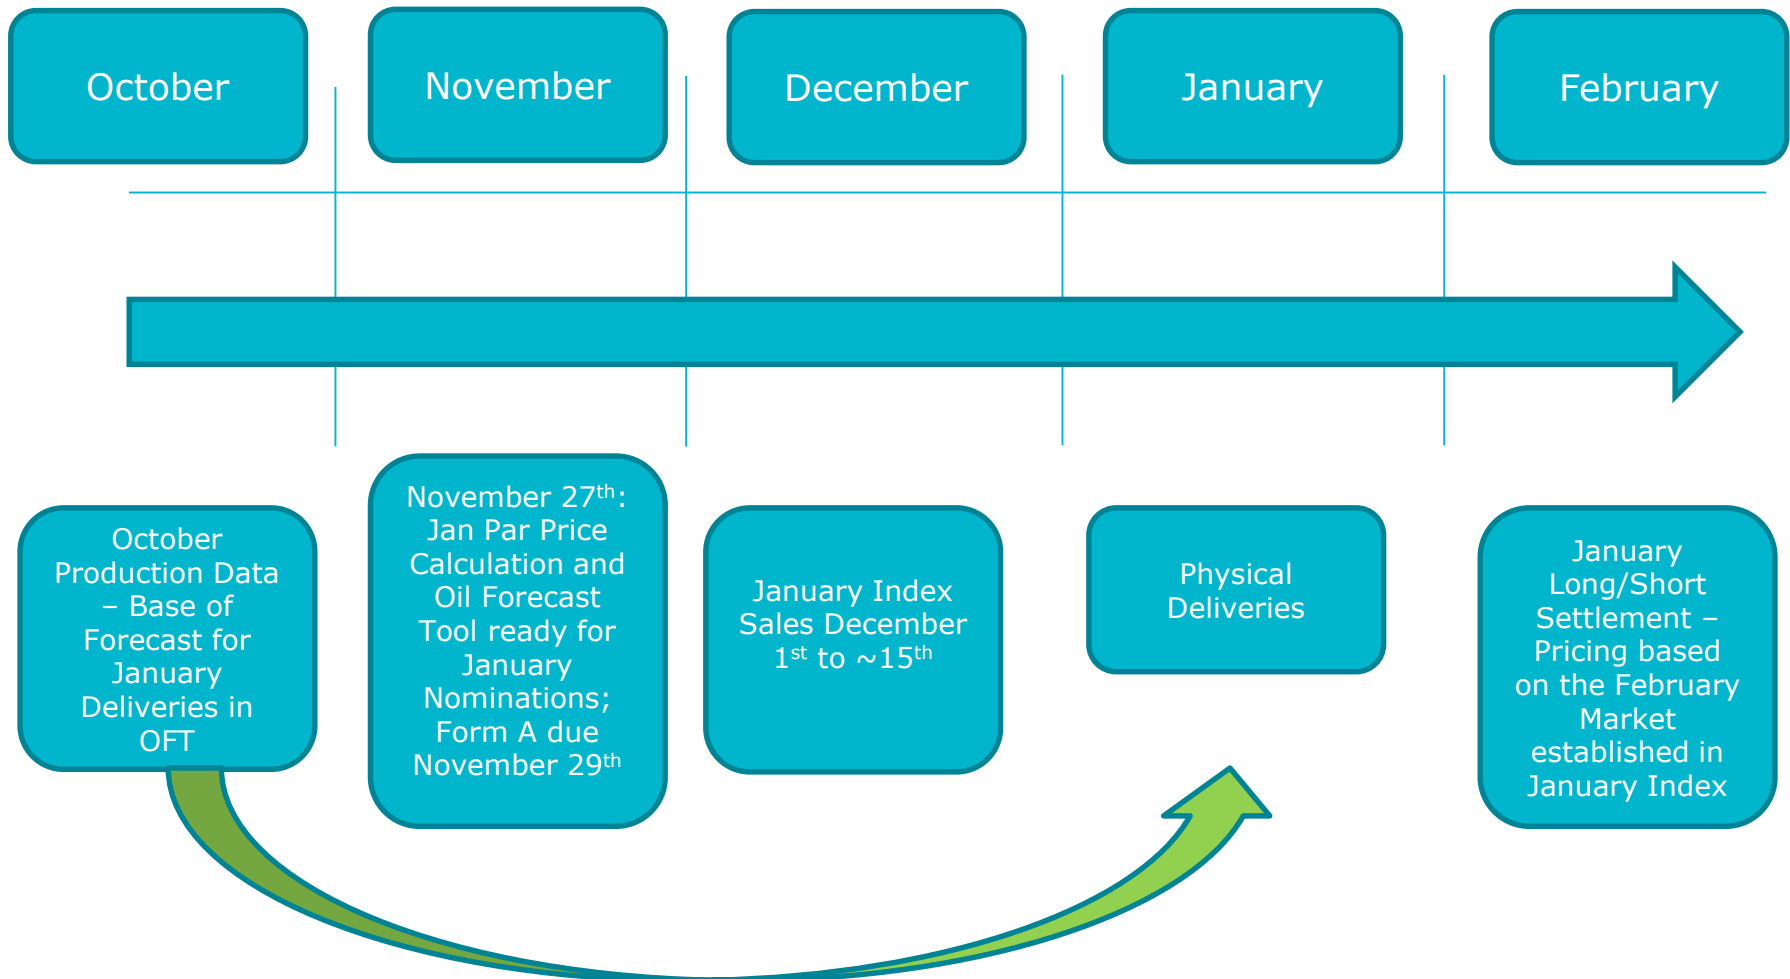 October
November
December
January
February
October
Production Data
– Base of
Forecast for
January
Deliveries in
OFT
November 27th:
Jan Par Price
Calculation and
Oil Forecast
Tool ready for
January
Nominations;
Form A due
November 29th
January Index
Sales December
1st to ~15th
Physical
Deliveries
January
Long/Short
Settlement –
Pricing based
on the February
Market
established in
January Index